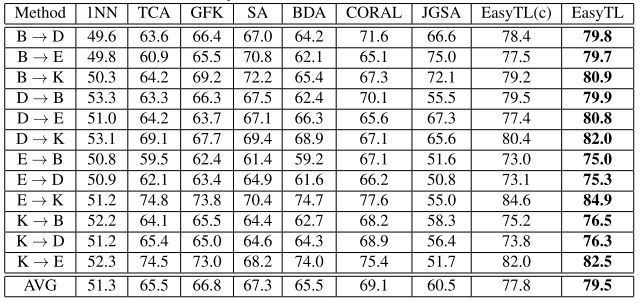 Method 1NN TCA GFK SA BDA CORAL JGSA EasyTL(c) EasyTL
B → D 49.6 63.6 66.4 67.0 64.2 71.6 66.6 78.4 79.8
B → E 49.8 60.9 65.5 70.8 62.1 65.1 75.0 77.5 79.7
B → K 50.3 64.2 69.2 72.2 65.4 67.3 72.1 79.2 80.9
D → B 53.3 63.3 66.3 67.5 62.4 70.1 55.5 79.5 79.9
D → E 51.0 64.2 63.7 67.1 66.3 65.6 67.3 77.4 80.8
D → K 53.1 69.1 67.7 69.4 68.9 67.1 65.6 80.4 82.0
E → B 50.8 59.5 62.4 61.4 59.2 67.1 51.6 73.0 75.0
E → D 50.9 62.1 63.4 64.9 61.6 66.2 50.8 73.1 75.3
E → K 51.2 74.8 73.8 70.4 74.7 77.6 55.0 84.6 84.9
K → B 52.2 64.1 65.5 64.4 62.7 68.2 58.3 75.2 76.5
K → D 51.2 65.4 65.0 64.6 64.3 68.9 56.4 73.8 76.3
K → E 52.3 74.5 73.0 68.2 74.0 75.4 51.7 82.0 82.5
AVG 51.3 65.5 66.8 67.3 65.5 69.1 60.5 77.8 79.5